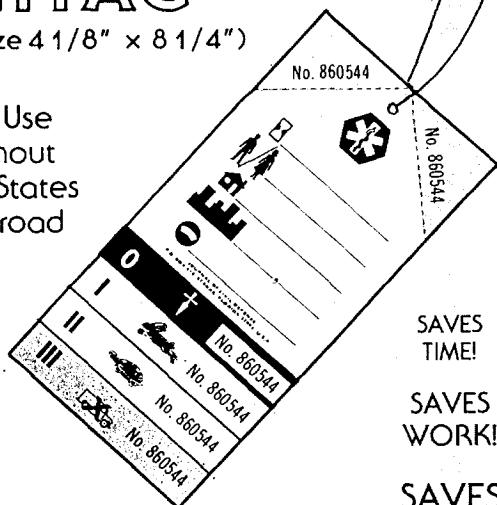 ze 4 1/8" × 8 1/4")
Use
hout
States
road
No. 860544
No. 860544
O
No. 860544
I
No. 860544
II
No. 860544
III
No. 860544
SAVES
TIME!
SAVES
WORK!
SAVES